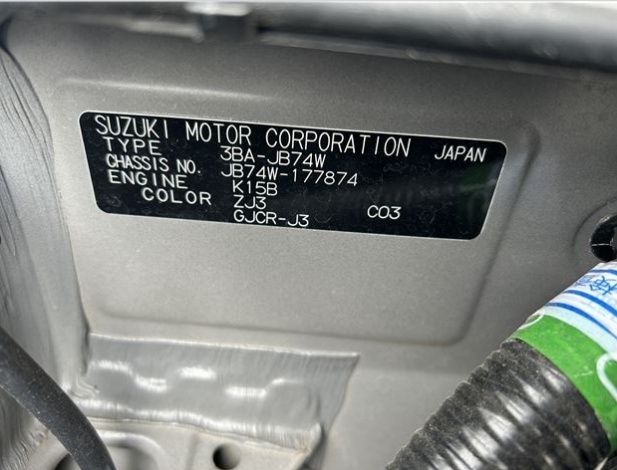 SUZUKI MOTOR CORPORATION JAPAN
TYPE 3BA-JB74W
CHASSIS NO. JB74W-177874
ENGINE K15B
COLOR ZJ3 C03
GJCR-J3